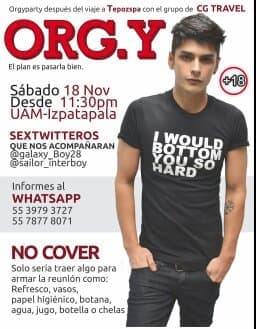 Orgyparty después del viaje a Tepozspa con el grupo de CG TRAVEL
ORG.Y
El plan es pasarla bien.
+18
Sábado 18 Nov
Desde 11:30pm
UAM-Izpatapala
SEXTWITTEROS
QUE NOS ACOMPAÑARAN
@galaxy_Boy28
@sailor_interboy
I WOULD
BOTTOM
YOU SO
HARD
Informes al
WHATSAPP
55 3979 3727
55 7877 8071
NO COVER
Solo sería traer algo para
armar la reunión como:
Refresco, vasos,
papel higiénico, botana,
agua, jugo, botella o chelas